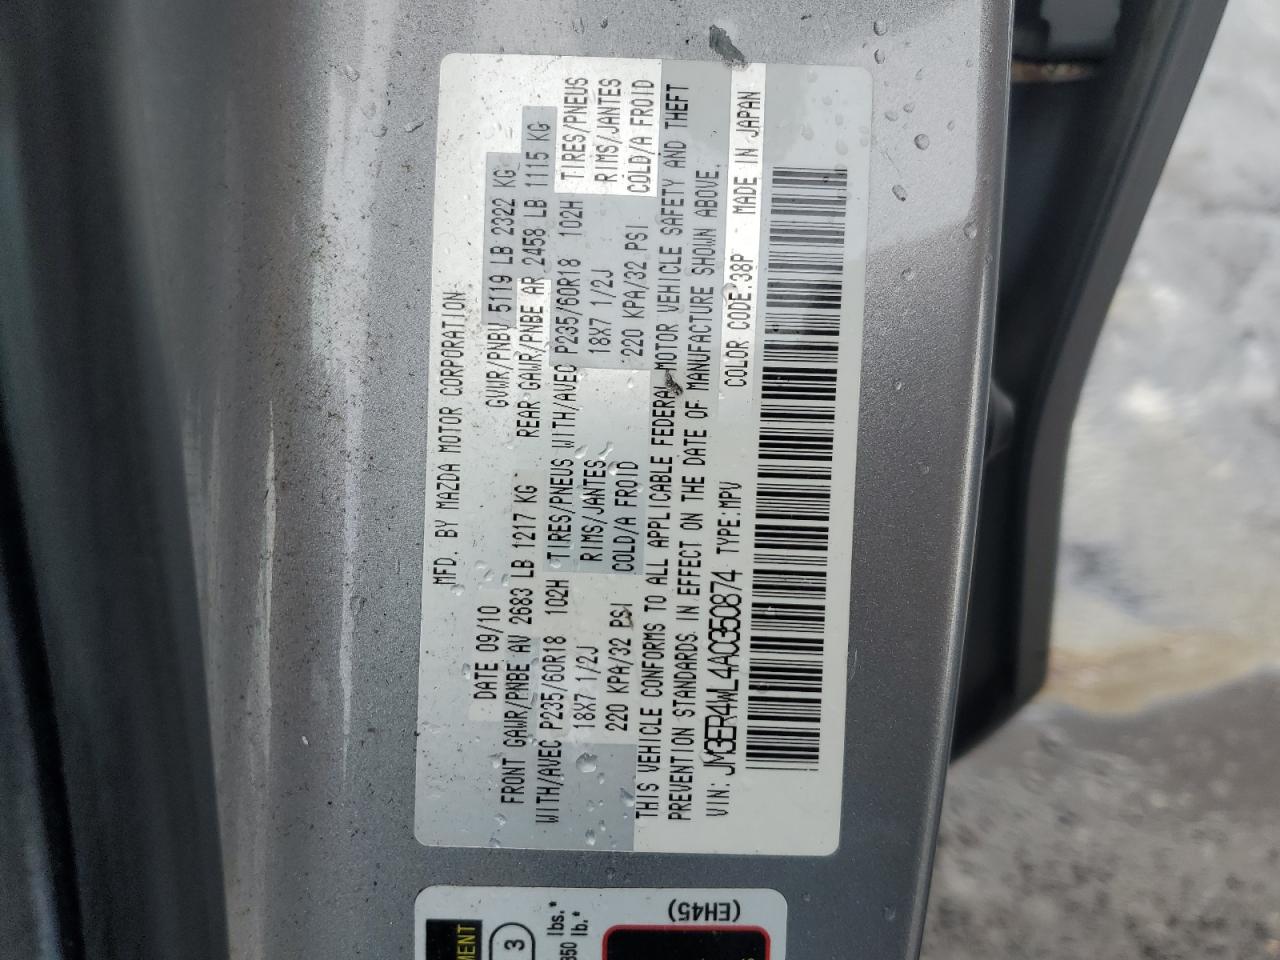 MFD. BY MAZDA MOTOR CORPORATION
DATE 09/10 GVWR/PNBV 5119 LB 2322 KG
FRONT GAWR/PNBE AV 2683 LB 1217 KG REAR GAWR/PNBE AR 2458 LB 1115 KG
WITH/AVEC P235/60R18 102H TIRES/PNEUS WITH/AVEC P235/60R18 102H TIRES/PNEUS
18X7 1/2J RIMS/JANTES 18X7 1/2J RIMS/JANTES
220 KPA/32 PSI COLD/A FROID 220 KPA/32 PSI COLD/A FROID
THIS VEHICLE CONFORMS TO ALL APPLICABLE FEDERAL MOTOR VEHICLE SAFETY AND THEFT
PREVENTION STANDARDS IN EFFECT ON THE DATE OF MANUFACTURE SHOWN ABOVE.
VIN: JM3ER4WL4A0350874 TYPE:MPV COLOR CODE:38P MADE IN JAPAN
(EH45)
3
lbs.*
350 lb.*